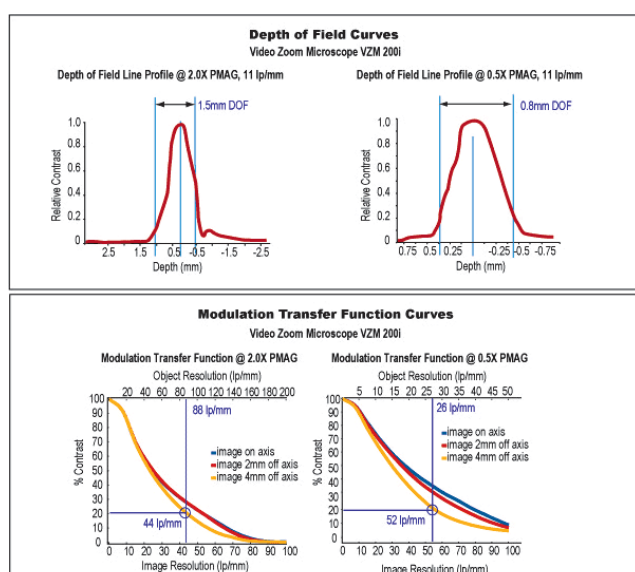 Depth of Field Curves
Video Zoom Microscope VZM 200i
Depth of Field Line Profile @ 2.0X PMAG, 11 lp/mm
Depth of Field Line Profile @ 0.5X PMAG, 11 lp/mm
1.5mm DOF
0.8mm DOF
Relative Contrast
1.0
0.8
0.6
0.4
0.2
0
2.5 1.5 0.5 -0.5 -1.5 -2.5
Depth (mm)
Relative Contrast
1.0
0.8
0.6
0.4
0.2
0
0.75 0.5 0.25 -0.25 -0.5 -0.75
Depth (mm)
Modulation Transfer Function Curves
Video Zoom Microscope VZM 200i
Modulation Transfer Function @ 2.0X PMAG
Object Resolution (lp/mm)
20 40 60 80 100 120 140 160 180 200
88 lp/mm
% Contrast
100
90
80
70
60
50
40
30
20
10
0
image on axis
image 2mm off axis
image 4mm off axis
44 lp/mm
0 10 20 30 40 50 60 70 80 90 100
Image Resolution (lp/mm)
Modulation Transfer Function @ 0.5X PMAG
Object Resolution (lp/mm)
5 10 15 20 25 30 35 40 45 50
26 lp/mm
% Contrast
100
90
80
70
60
50
40
30
20
10
0
image on axis
image 2mm off axis
image 4mm off axis
52 lp/mm
0 10 20 30 40 50 60 70 80 90 100
Image Resolution (lp/mm)